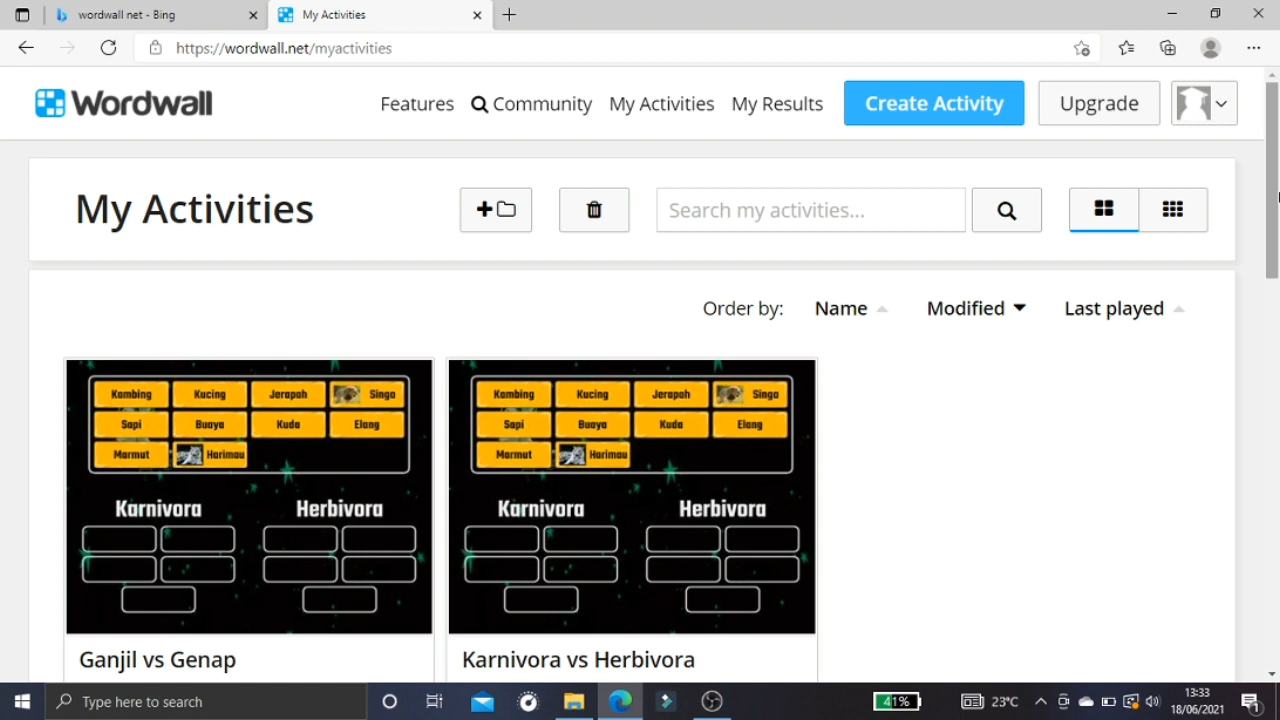 wordwall net - Bing
My Activities
https://wordwall.net/myactivities
Wordwall
Features
Community
My Activities
My Results
Create Activity
Upgrade
My Activities
Search my activities...
Order by:
Name
Modified
Last played
Kambing Kucing Jerapah Singa
Sapi Buaya Kuda Elang
Marmut Harimau
Karnivora Herbivora
Ganjil vs Genap
Kambing Kucing Jerapah Singa
Sapi Buaya Kuda Elang
Marmut Harimau
Karnivora Herbivora
Karnivora vs Herbivora
Type here to search
41%
23°C
13:33
18/06/2021
1